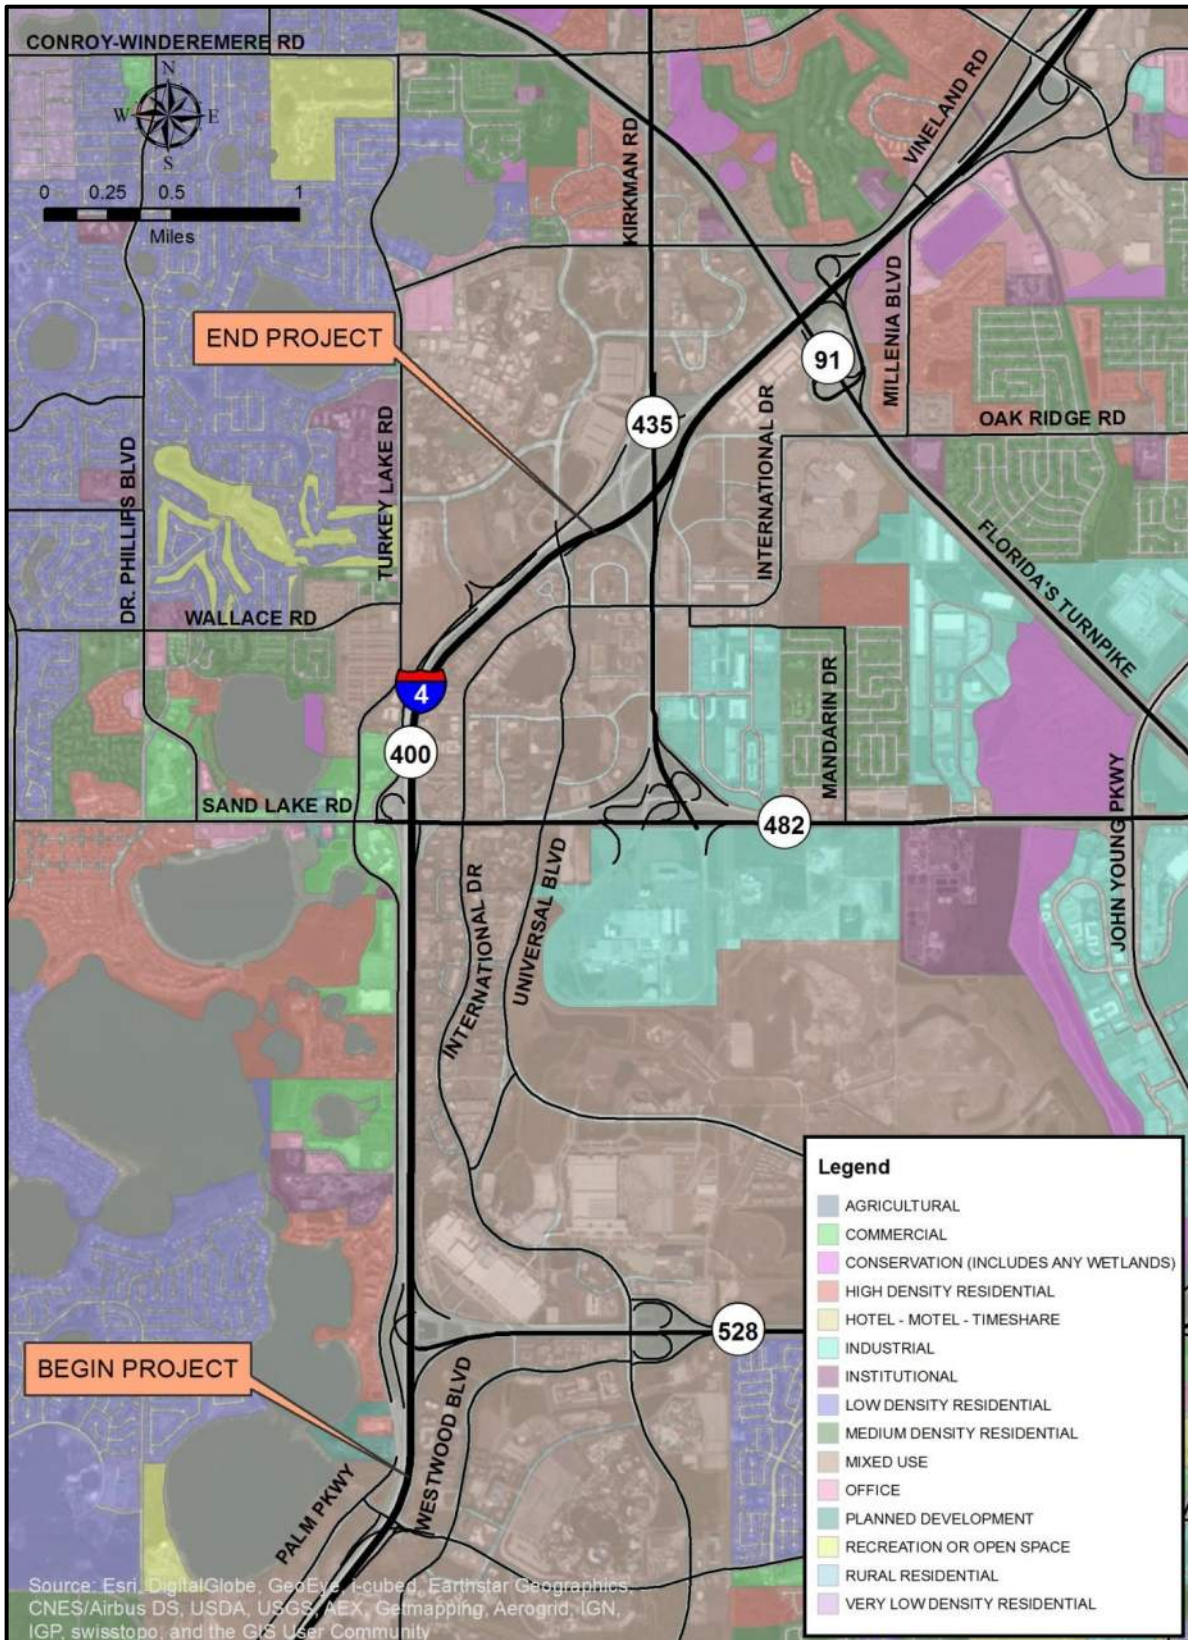 CONROY-WINDEREMERE RD
N
W E
S
0 0.25 0.5 1
Miles
KIRKMAN RD
VINELAND RD
END PROJECT
91
MILLENIA BLVD
435
OAK RIDGE RD
INTERNATIONAL DR
DR. PHILLIPS BLVD
TURKEY LAKE RD
FLORIDA'S TURNPIKE
WALLACE RD
4
400
MANDARIN DR
SAND LAKE RD
482
JOHN YOUNG PKWY
INTERNATIONAL DR
UNIVERSAL BLVD
528
BEGIN PROJECT
WESTWOOD BLVD
PALM PKWY
Legend
AGRICULTURAL
COMMERCIAL
CONSERVATION (INCLUDES ANY WETLANDS)
HIGH DENSITY RESIDENTIAL
HOTEL - MOTEL - TIMESHARE
INDUSTRIAL
INSTITUTIONAL
LOW DENSITY RESIDENTIAL
MEDIUM DENSITY RESIDENTIAL
MIXED USE
OFFICE
PLANNED DEVELOPMENT
RECREATION OR OPEN SPACE
RURAL RESIDENTIAL
VERY LOW DENSITY RESIDENTIAL
Source: Esri, DigitalGlobe, GeoEye, i-cubed, Earthstar Geographics,
CNES/Airbus DS, USDA, USGS, AEX, Getmapping, Aerogrid, IGN,
IGP, swisstopo, and the GIS User Community